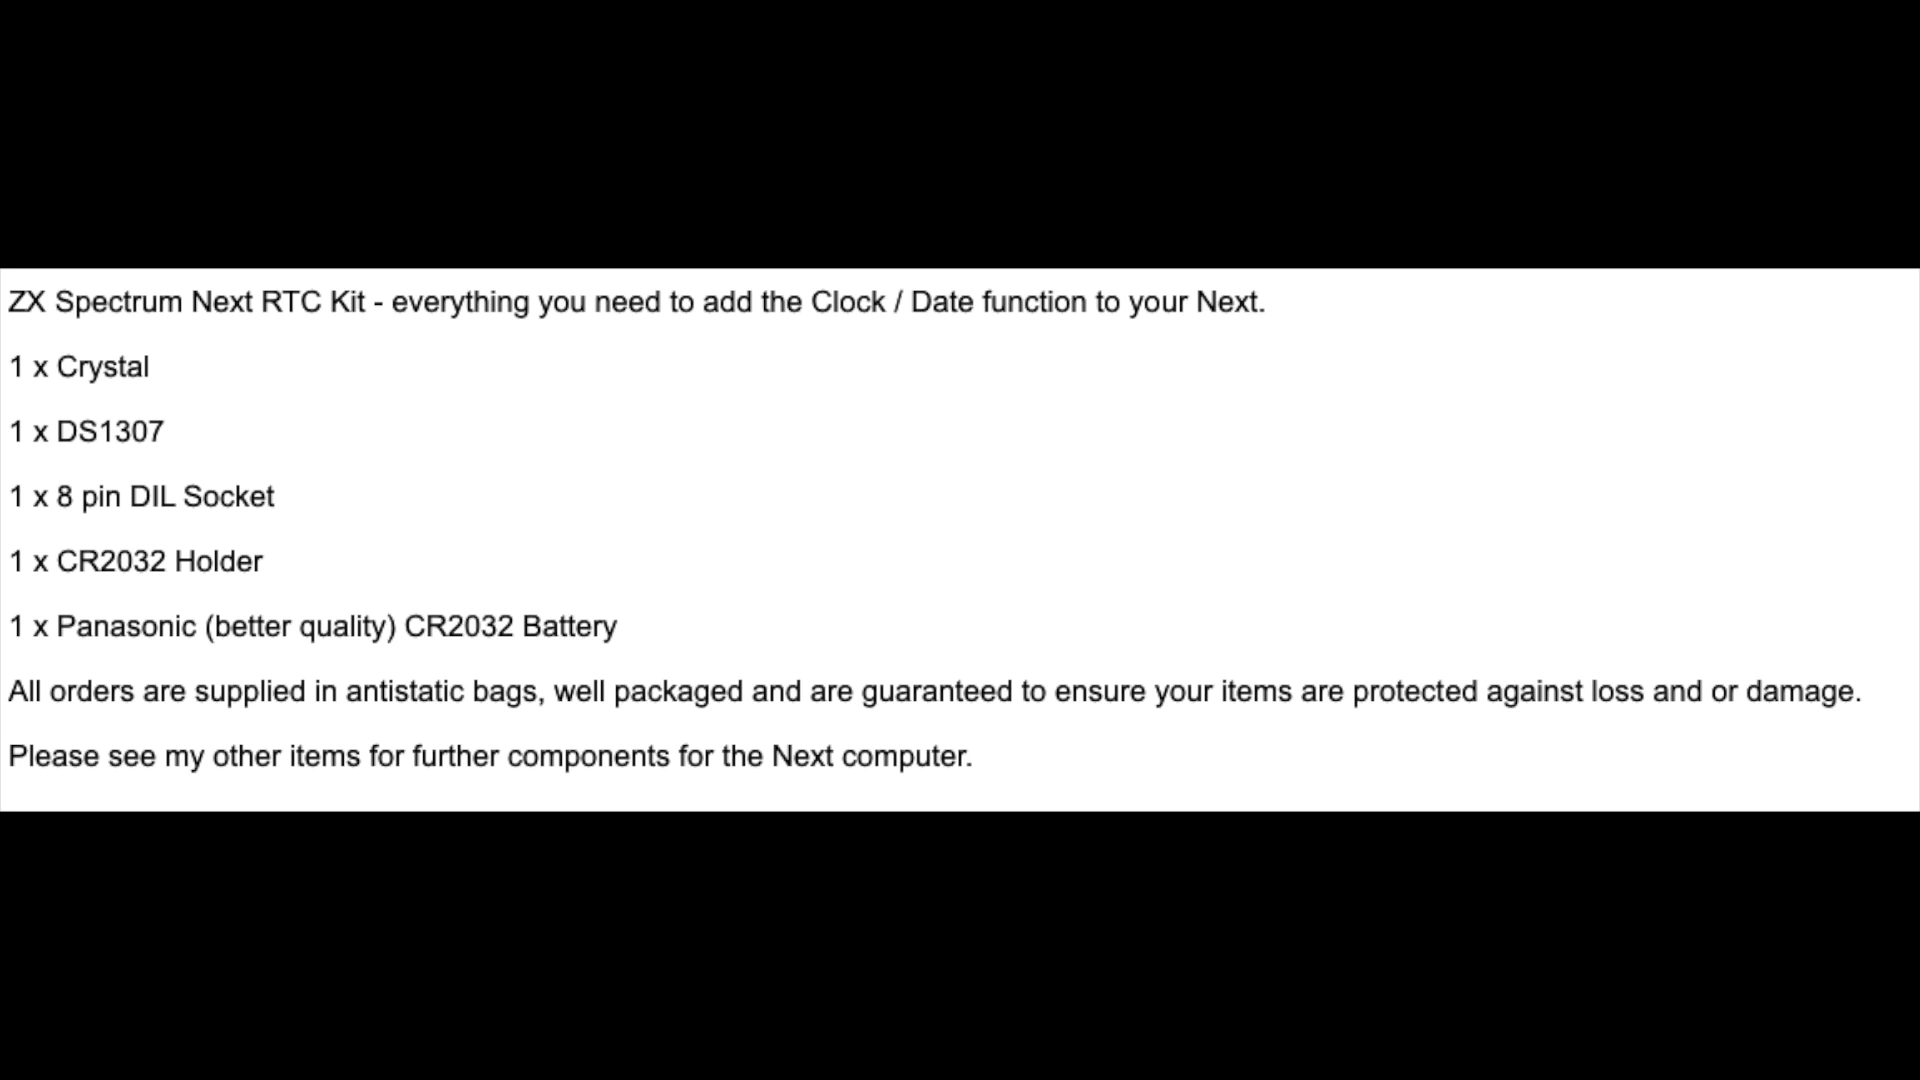 ZX Spectrum Next RTC Kit - everything you need to add the Clock / Date function to your Next.
1 x Crystal
1 x DS1307
1 x 8 pin DIL Socket
1 x CR2032 Holder
1 x Panasonic (better quality) CR2032 Battery
All orders are supplied in antistatic bags, well packaged and are guaranteed to ensure your items are protected against loss and or damage.
Please see my other items for further components for the Next computer.